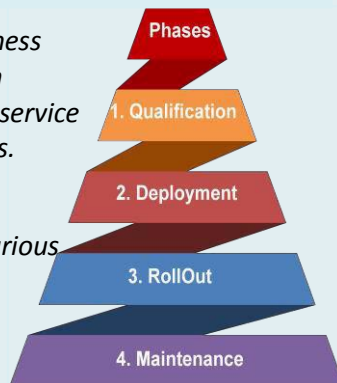 Phases
ness
service
1. Qualification
s.
2. Deployment
rious
3. RollOut
4. Maintenance